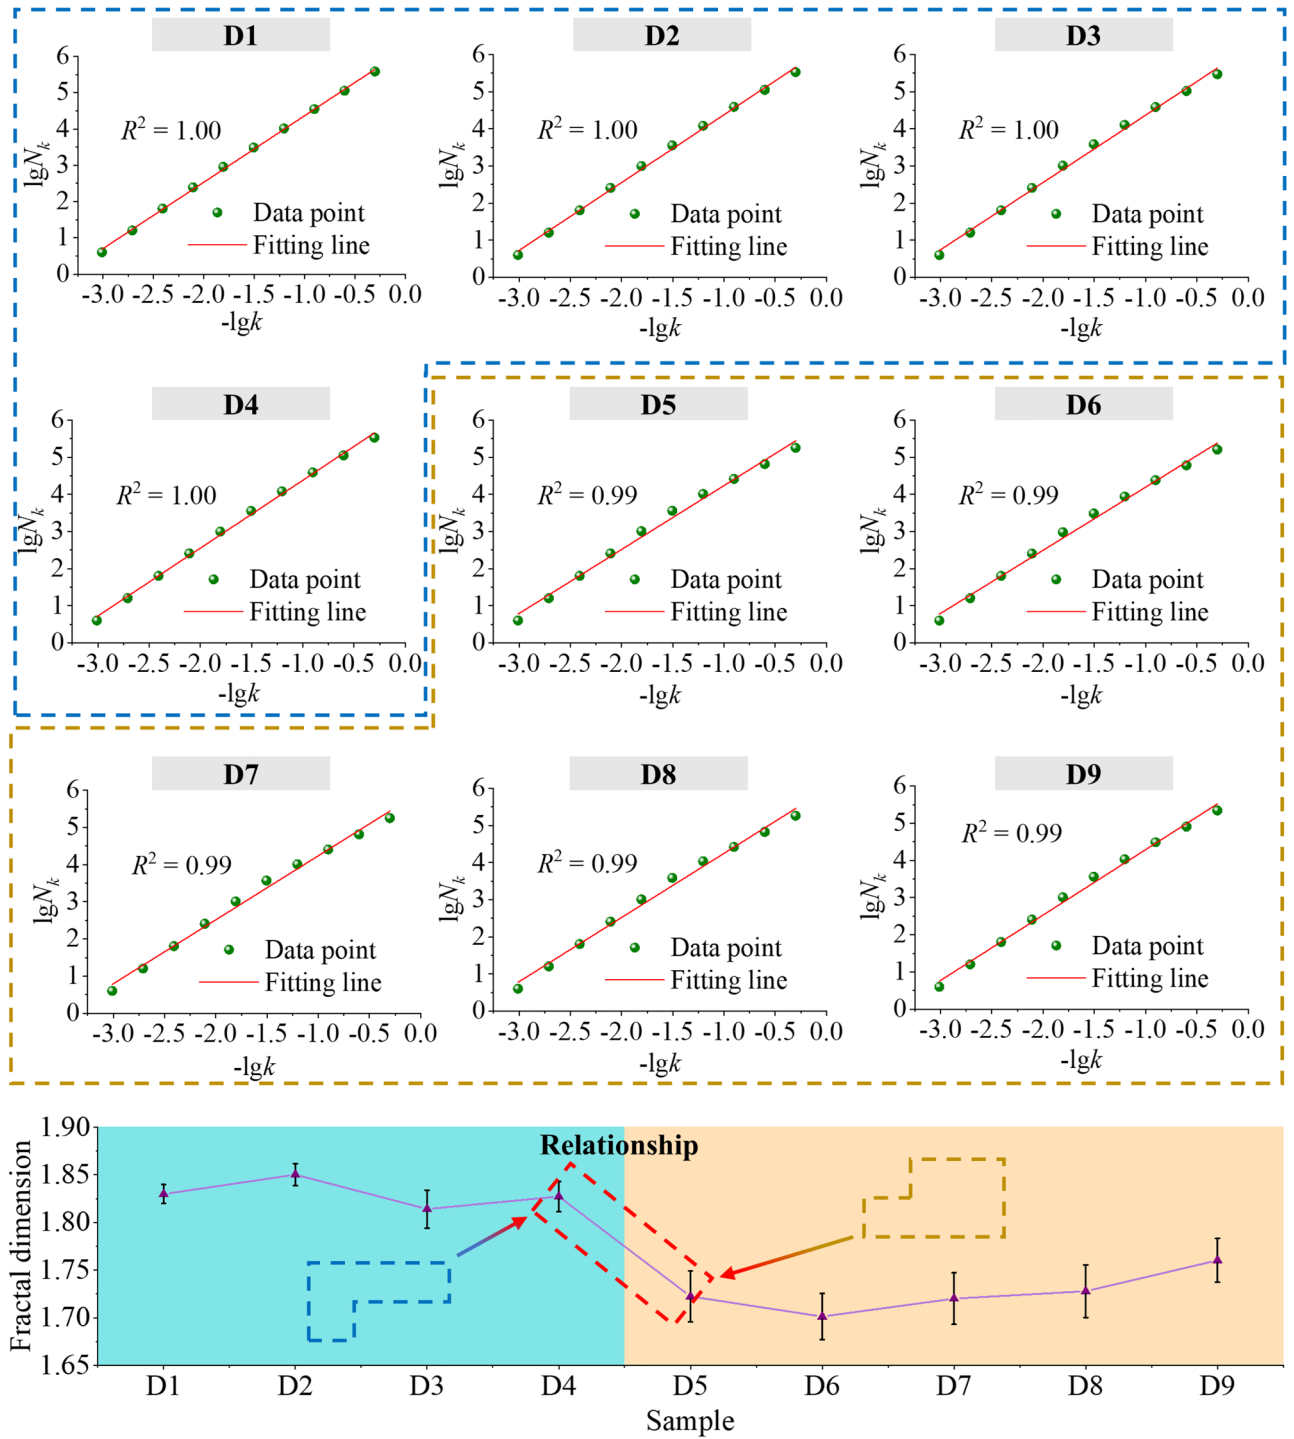 D1
D2
D3
6
5
4
3
2
1
0
lgNₖ
R² = 1.00
Data point
Fitting line
-3.0 -2.5 -2.0 -1.5 -1.0 -0.5 0.0
-lgk
6
5
4
3
2
1
0
lgNₖ
R² = 1.00
Data point
Fitting line
-3.0 -2.5 -2.0 -1.5 -1.0 -0.5 0.0
-lgk
6
5
4
3
2
1
0
lgNₖ
R² = 1.00
Data point
Fitting line
-3.0 -2.5 -2.0 -1.5 -1.0 -0.5 0.0
-lgk
D4
D5
D6
6
5
4
3
2
1
0
lgNₖ
R² = 1.00
Data point
Fitting line
-3.0 -2.5 -2.0 -1.5 -1.0 -0.5 0.0
-lgk
6
5
4
3
2
1
0
lgNₖ
R² = 0.99
Data point
Fitting line
-3.0 -2.5 -2.0 -1.5 -1.0 -0.5 0.0
-lgk
6
5
4
3
2
1
0
lgNₖ
R² = 0.99
Data point
Fitting line
-3.0 -2.5 -2.0 -1.5 -1.0 -0.5 0.0
-lgk
D7
D8
D9
6
5
4
3
2
1
0
lgNₖ
R² = 0.99
Data point
Fitting line
-3.0 -2.5 -2.0 -1.5 -1.0 -0.5 0.0
-lgk
6
5
4
3
2
1
0
lgNₖ
R² = 0.99
Data point
Fitting line
-3.0 -2.5 -2.0 -1.5 -1.0 -0.5 0.0
-lgk
6
5
4
3
2
1
0
lgNₖ
R² = 0.99
Data point
Fitting line
-3.0 -2.5 -2.0 -1.5 -1.0 -0.5 0.0
-lgk
Fractal dimension
1.90
1.85
1.80
1.75
1.70
1.65
Relationship
D1 D2 D3 D4 D5 D6 D7 D8 D9
Sample